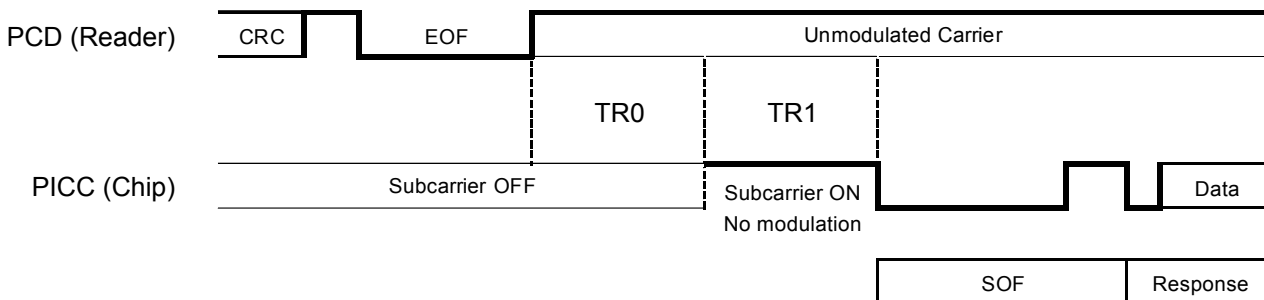 PCD (Reader)
CRC
EOF
Unmodulated Carrier
TR0
TR1
PICC (Chip)
Subcarrier OFF
Subcarrier ON
No modulation
Data
SOF
Response